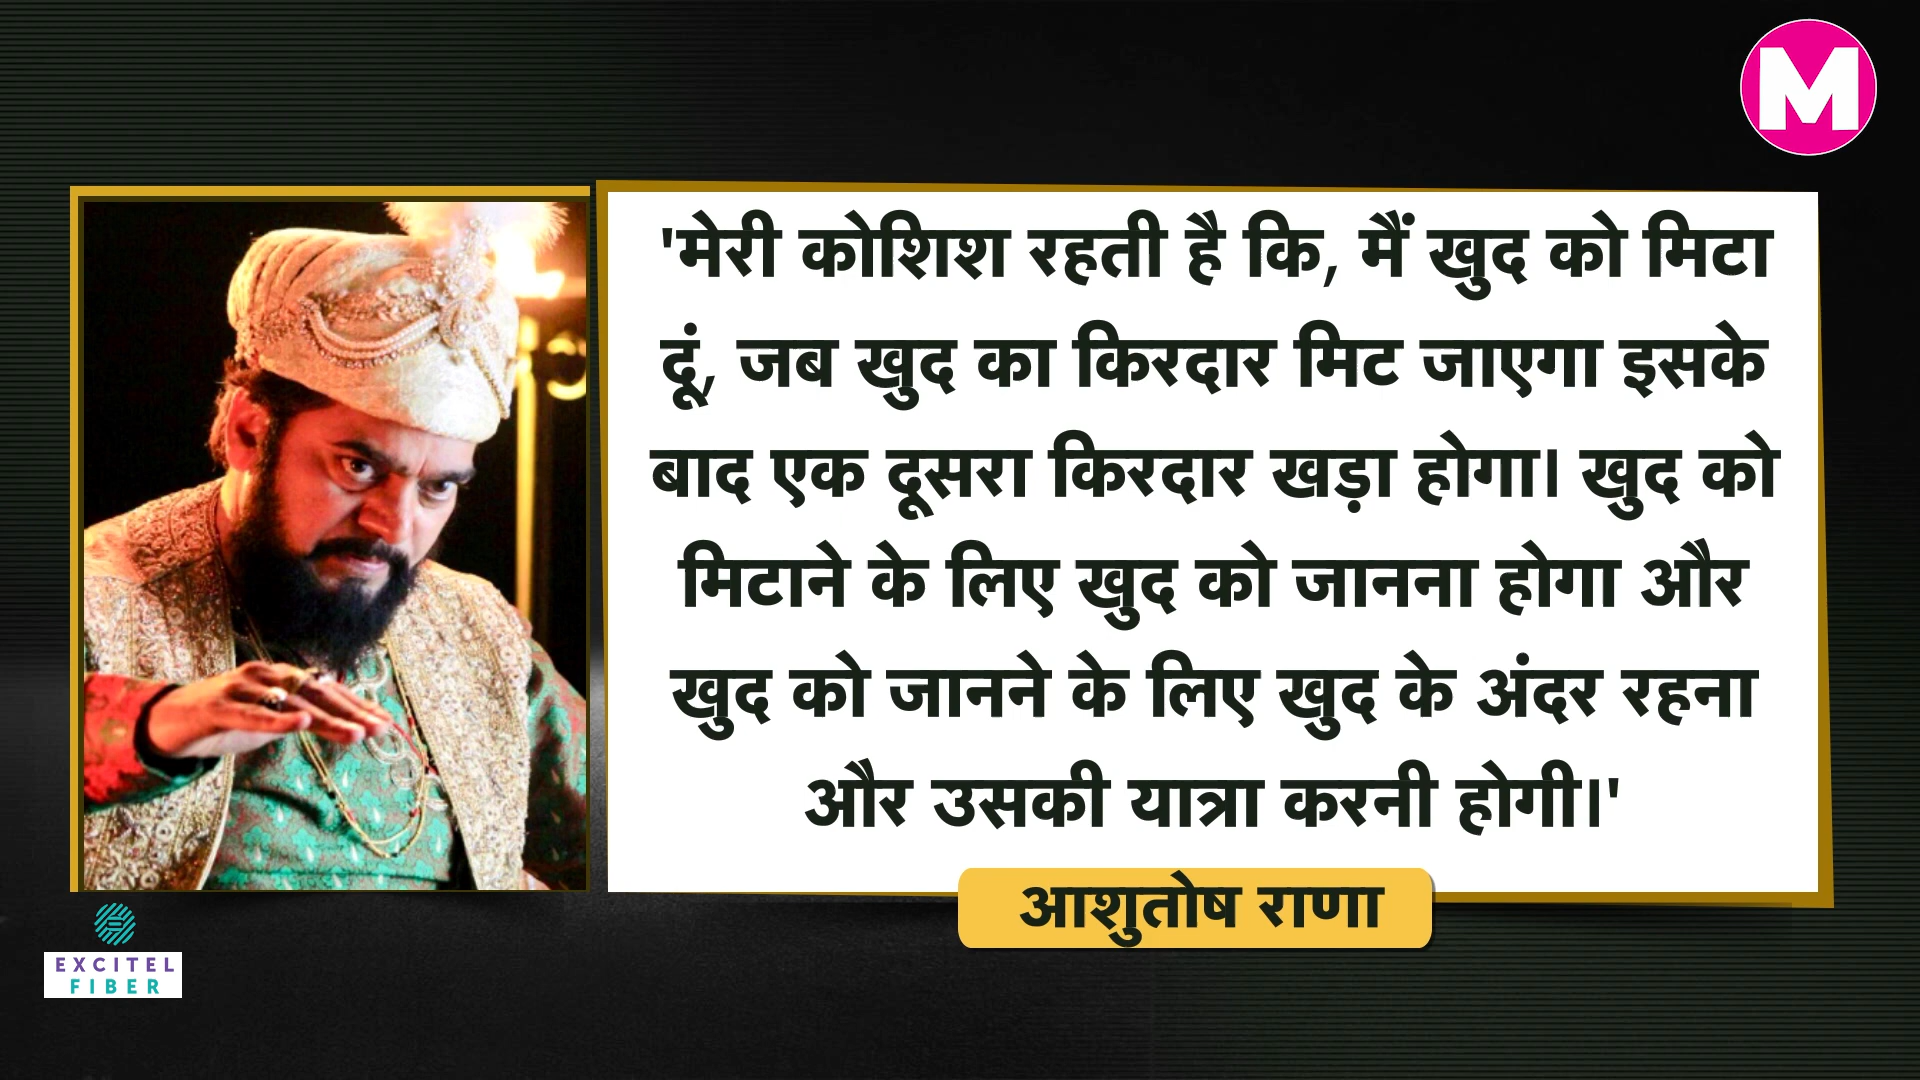 M
'मेरी कोशिश रहती है कि, मैं खुद को मिटा
दूं, जब खुद का किरदार मिट जाएगा इसके
बाद एक दूसरा किरदार खड़ा होगा। खुद को
मिटाने के लिए खुद को जानना होगा और
खुद को जानने के लिए खुद के अंदर रहना
और उसकी यात्रा करनी होगी।'
आशुतोष राणा
EXCITEL
FIBER